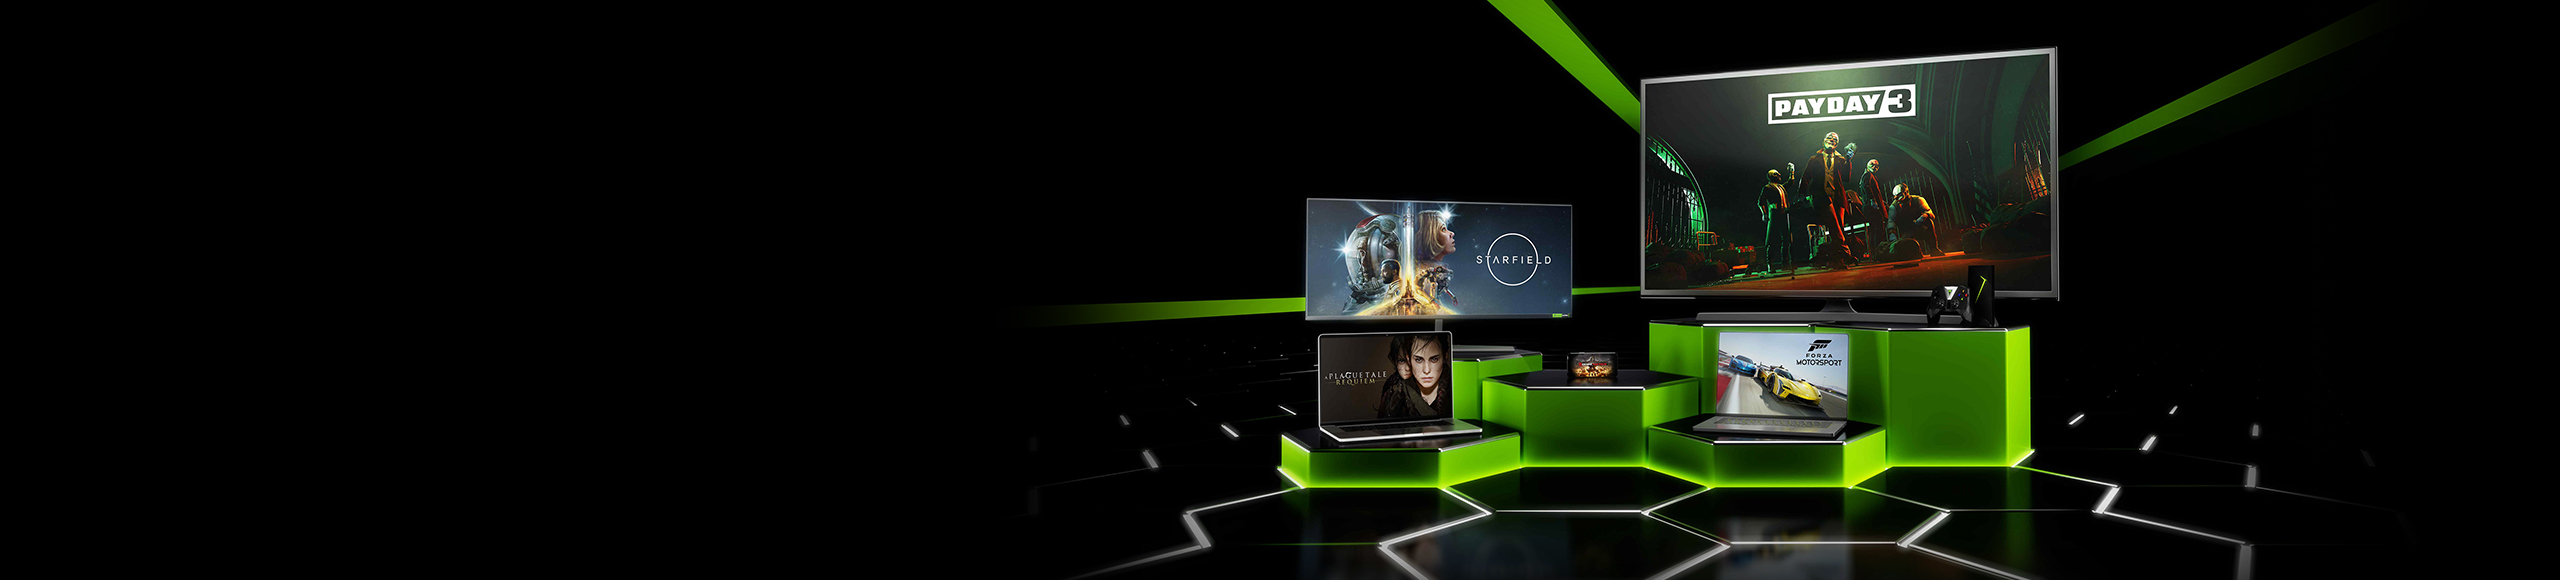 PAYDAY 3
STARFIELD
A PLAGUE TALE
REQUIEM
FORZA
MOTORSPORT